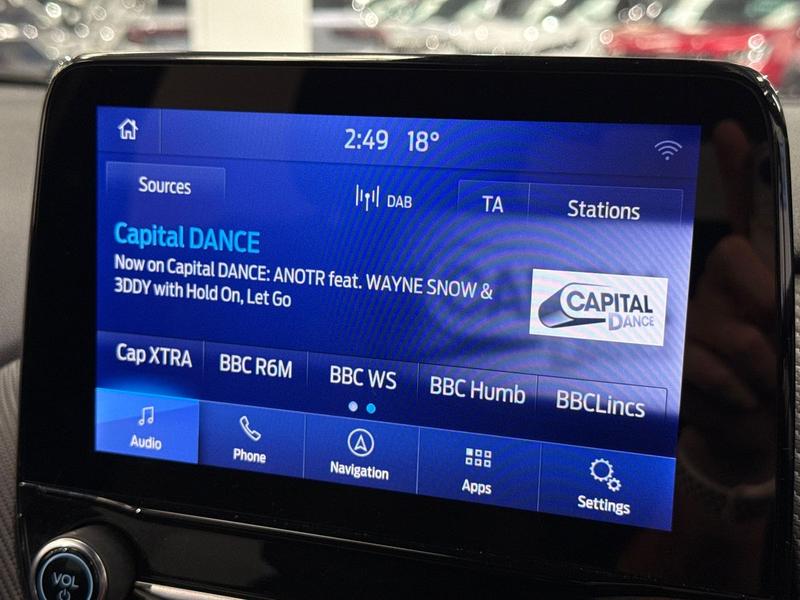 2:49 18°
Sources
DAB
TA
Stations
Capital DANCE
Now on Capital DANCE: ANOTR feat. WAYNE SNOW &
3DDY with Hold On, Let Go
CAPITAL
DANCE
Cap XTRA
BBC R6M
BBC WS
BBC Humb
BBCLincs
Audio
Phone
Navigation
Apps
Settings
VOL